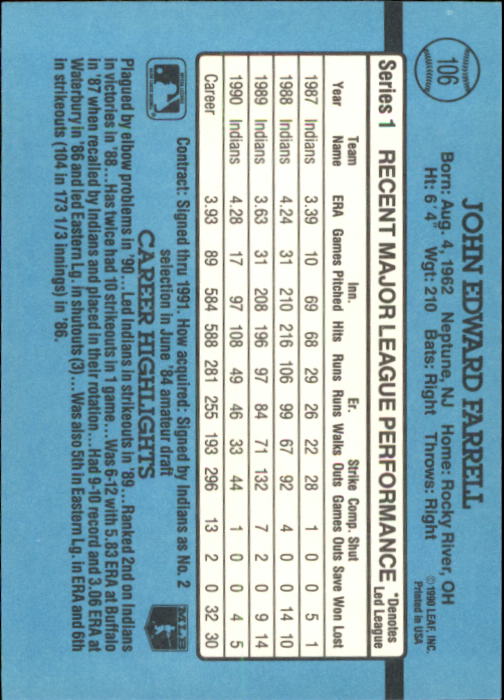 106
JOHN EDWARD FARRELL
Born: Aug. 4, 1962 Neptune, NJ Home: Rocky River, OH
Ht: 6' 4" Wgt: 210 Bats: Right Throws: Right
©1990 LEAF, INC.
Printed in USA
Series 1 RECENT MAJOR LEAGUE PERFORMANCE *Denotes Led League
Team Inn. Er. Strike Comp. Shut
Year Name ERA Games Pitched Hits Runs Runs Walks Outs Games Outs Save Won Lost
1987 Indians 3.39 10 69 68 29 26 22 28 1 0 0 5 1
1988 Indians 4.24 31 210 216 106 99 67 92 4 0 0 14 10
1989 Indians 3.63 31 208 196 97 84 71 132 7 2 0 9 14
1990 Indians 4.28 17 97 108 49 46 33 44 1 0 0 4 5
Career 3.93 89 584 588 281 255 193 296 13 2 0 32 30
Contract: Signed thru 1991. How acquired: Signed by Indians as No. 2
selection in June '84 amateur draft
CAREER HIGHLIGHTS
MLB
Plagued by elbow problems in '90 ... Led Indians in strikeouts in '89 ... Ranked 2nd on Indians
in victories in '88 ... Has twice had 10 strikeouts in 1 game ... Was 6-12 with 5.83 ERA at Buffalo
in '87 when recalled by Indians and placed in their rotation ... Had 9-10 record and 3.06 ERA at
Waterbury in '86 and led Eastern Lg. in shutouts (3) ... Was also 5th in Eastern Lg. in ERA and 6th
in strikeouts (104 in 173 1/3 innings) in '86.